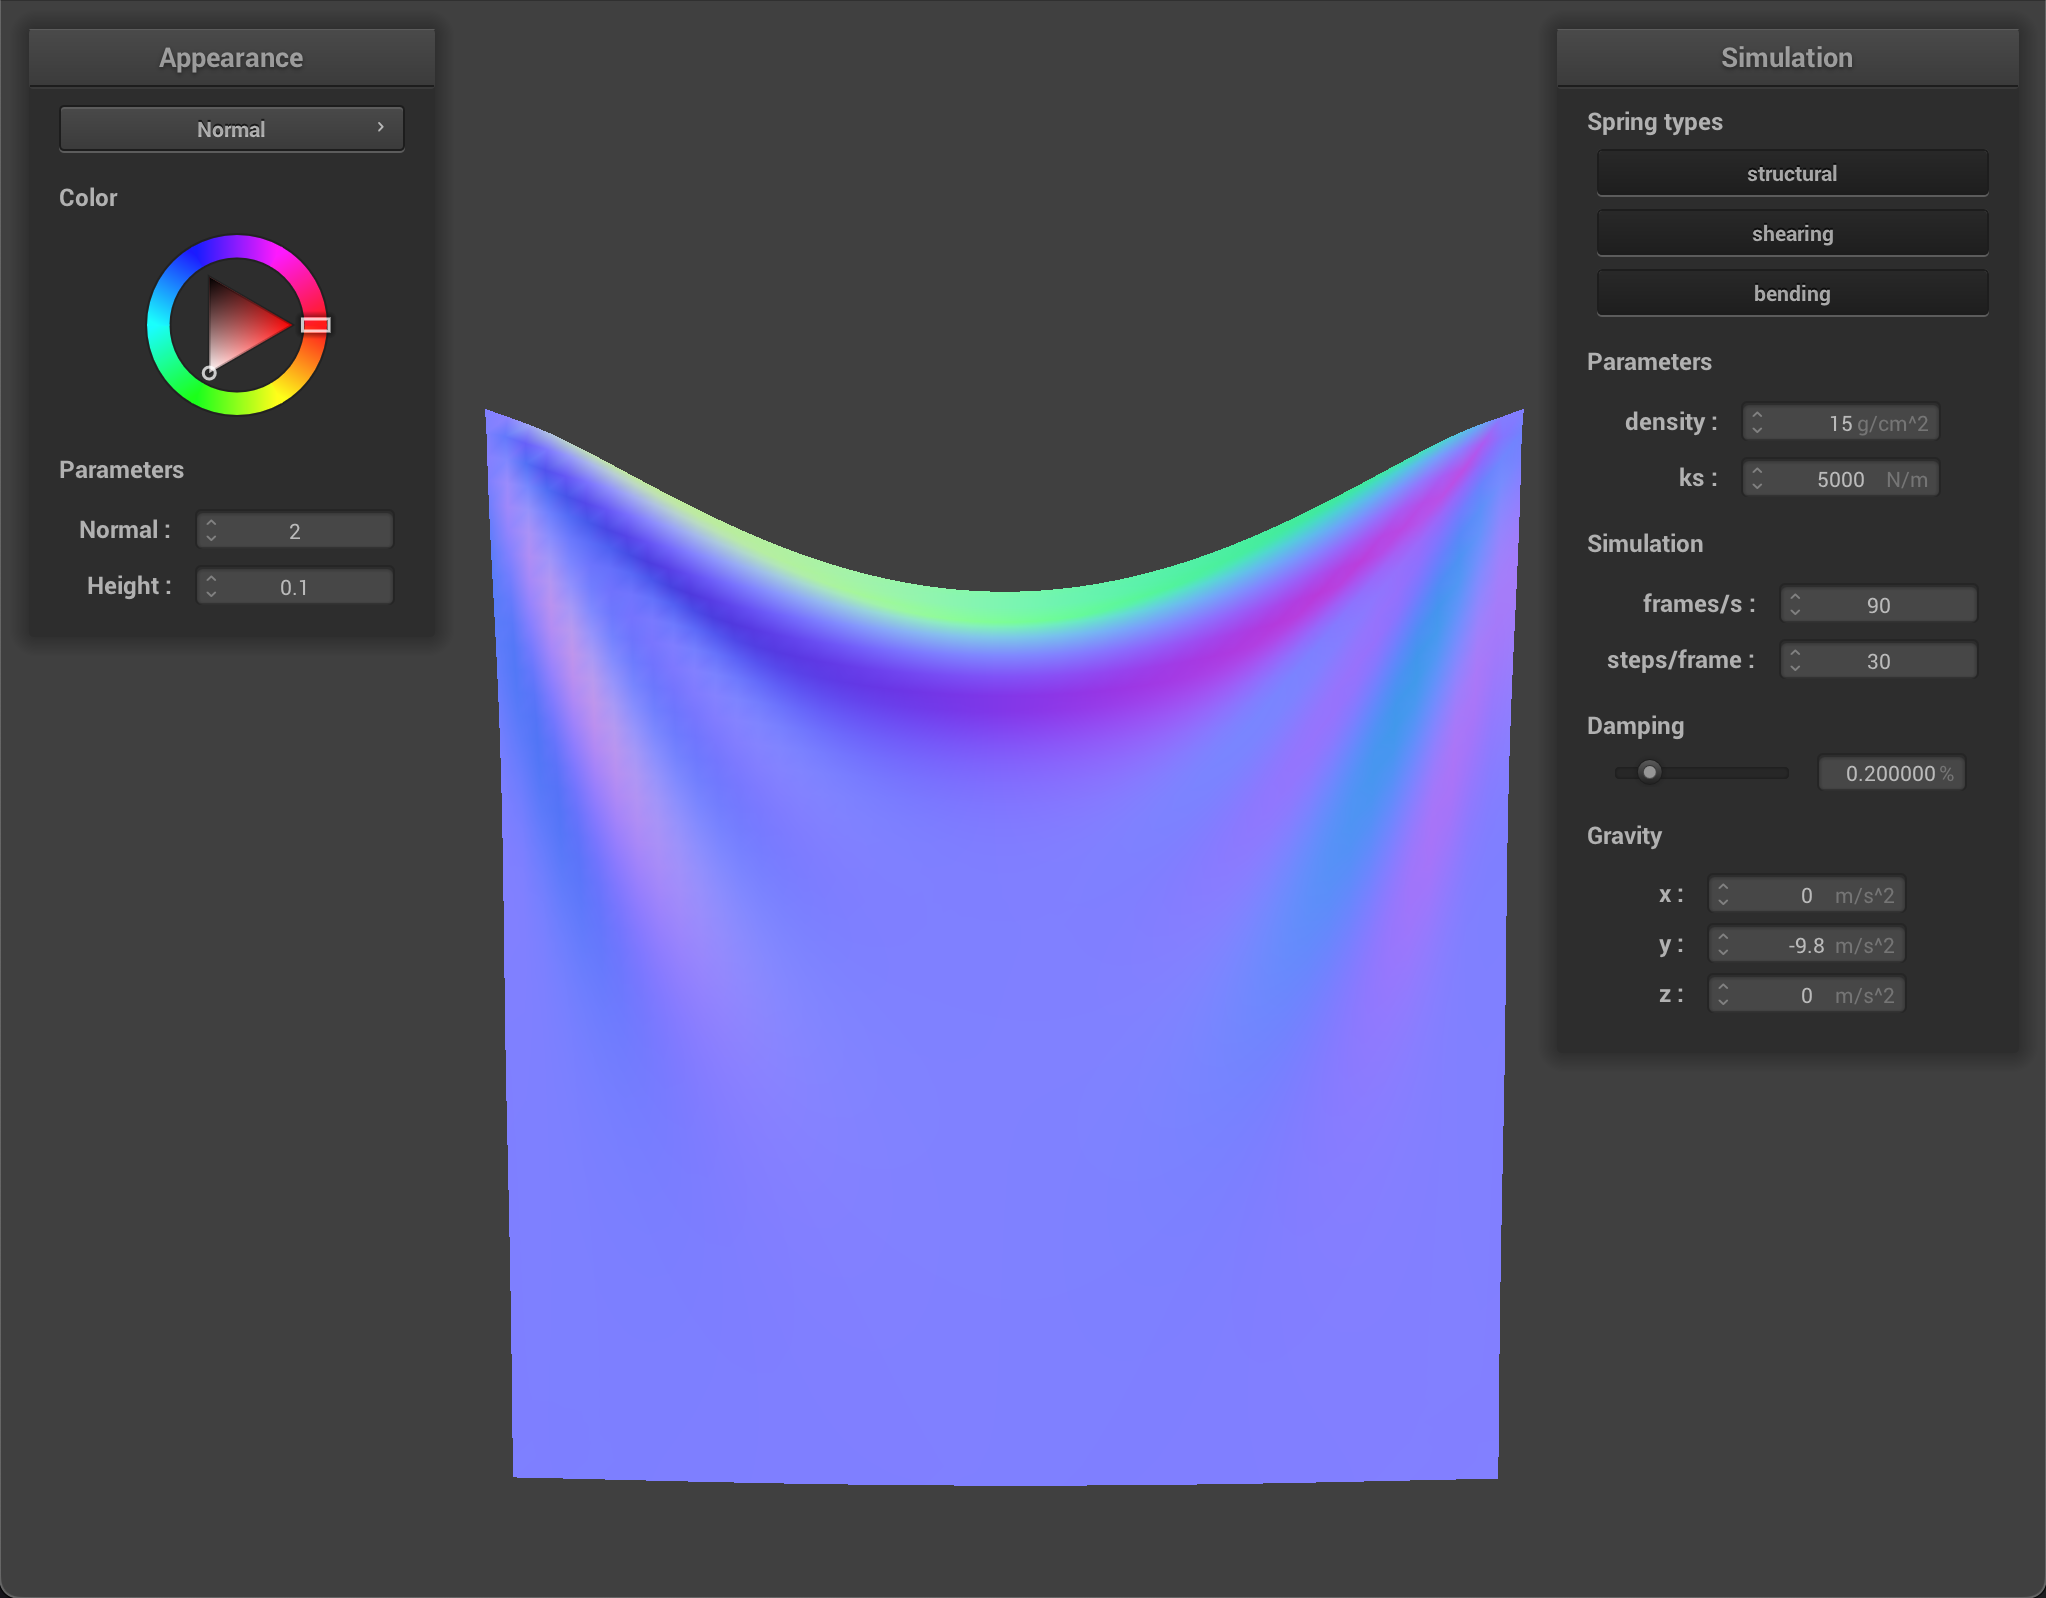 Appearance
Normal
Color
Parameters
Normal : 2
Height : 0.1
Simulation
Spring types
structural
shearing
bending
Parameters
density : 15 g/cm^2
ks : 5000 N/m
Simulation
frames/s : 90
steps/frame : 30
Damping
0.200000 %
Gravity
x : 0 m/s^2
y : -9.8 m/s^2
z : 0 m/s^2